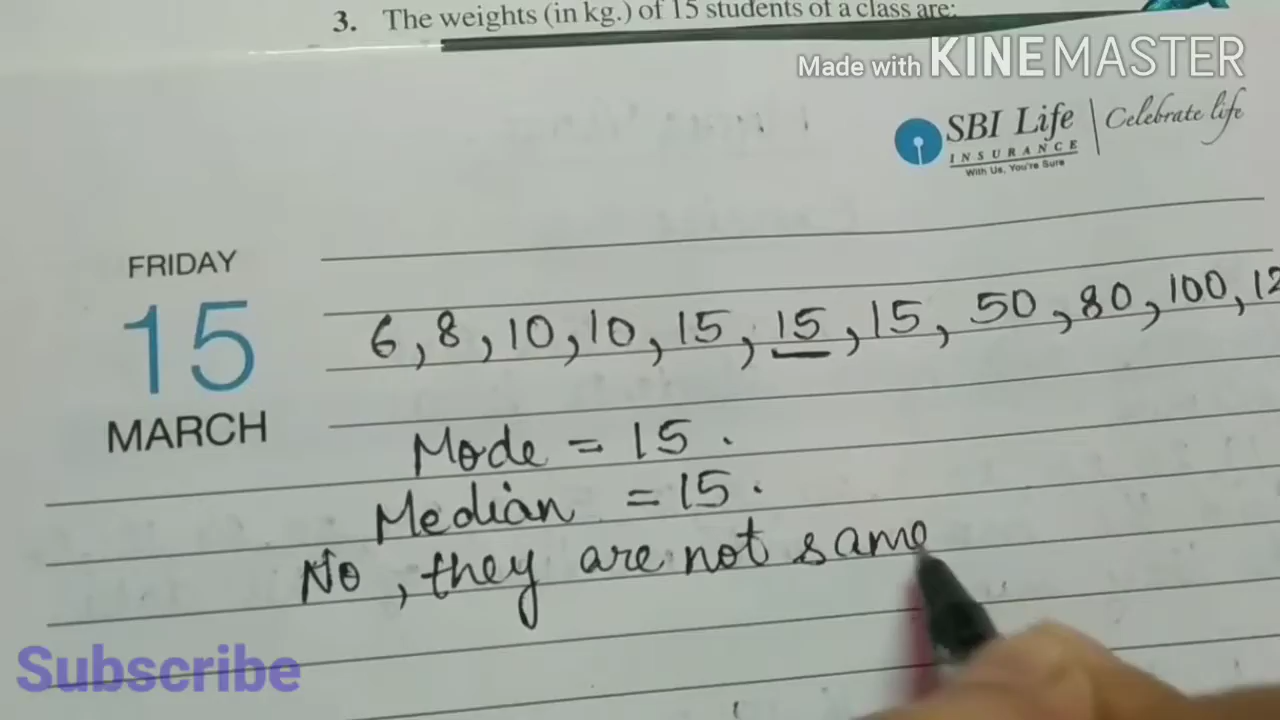 3. The weights (in kg.) of 15 students of a class are:
Made with KINEMASTER
SBI Life
INSURANCE
With Us, You're Sure
Celebrate life
FRIDAY
15
MARCH
6, 8, 10, 10, 15, 15, 15, 50, 80, 100, 12
Mode = 15.
Median = 15.
No, they are not same
Subscribe